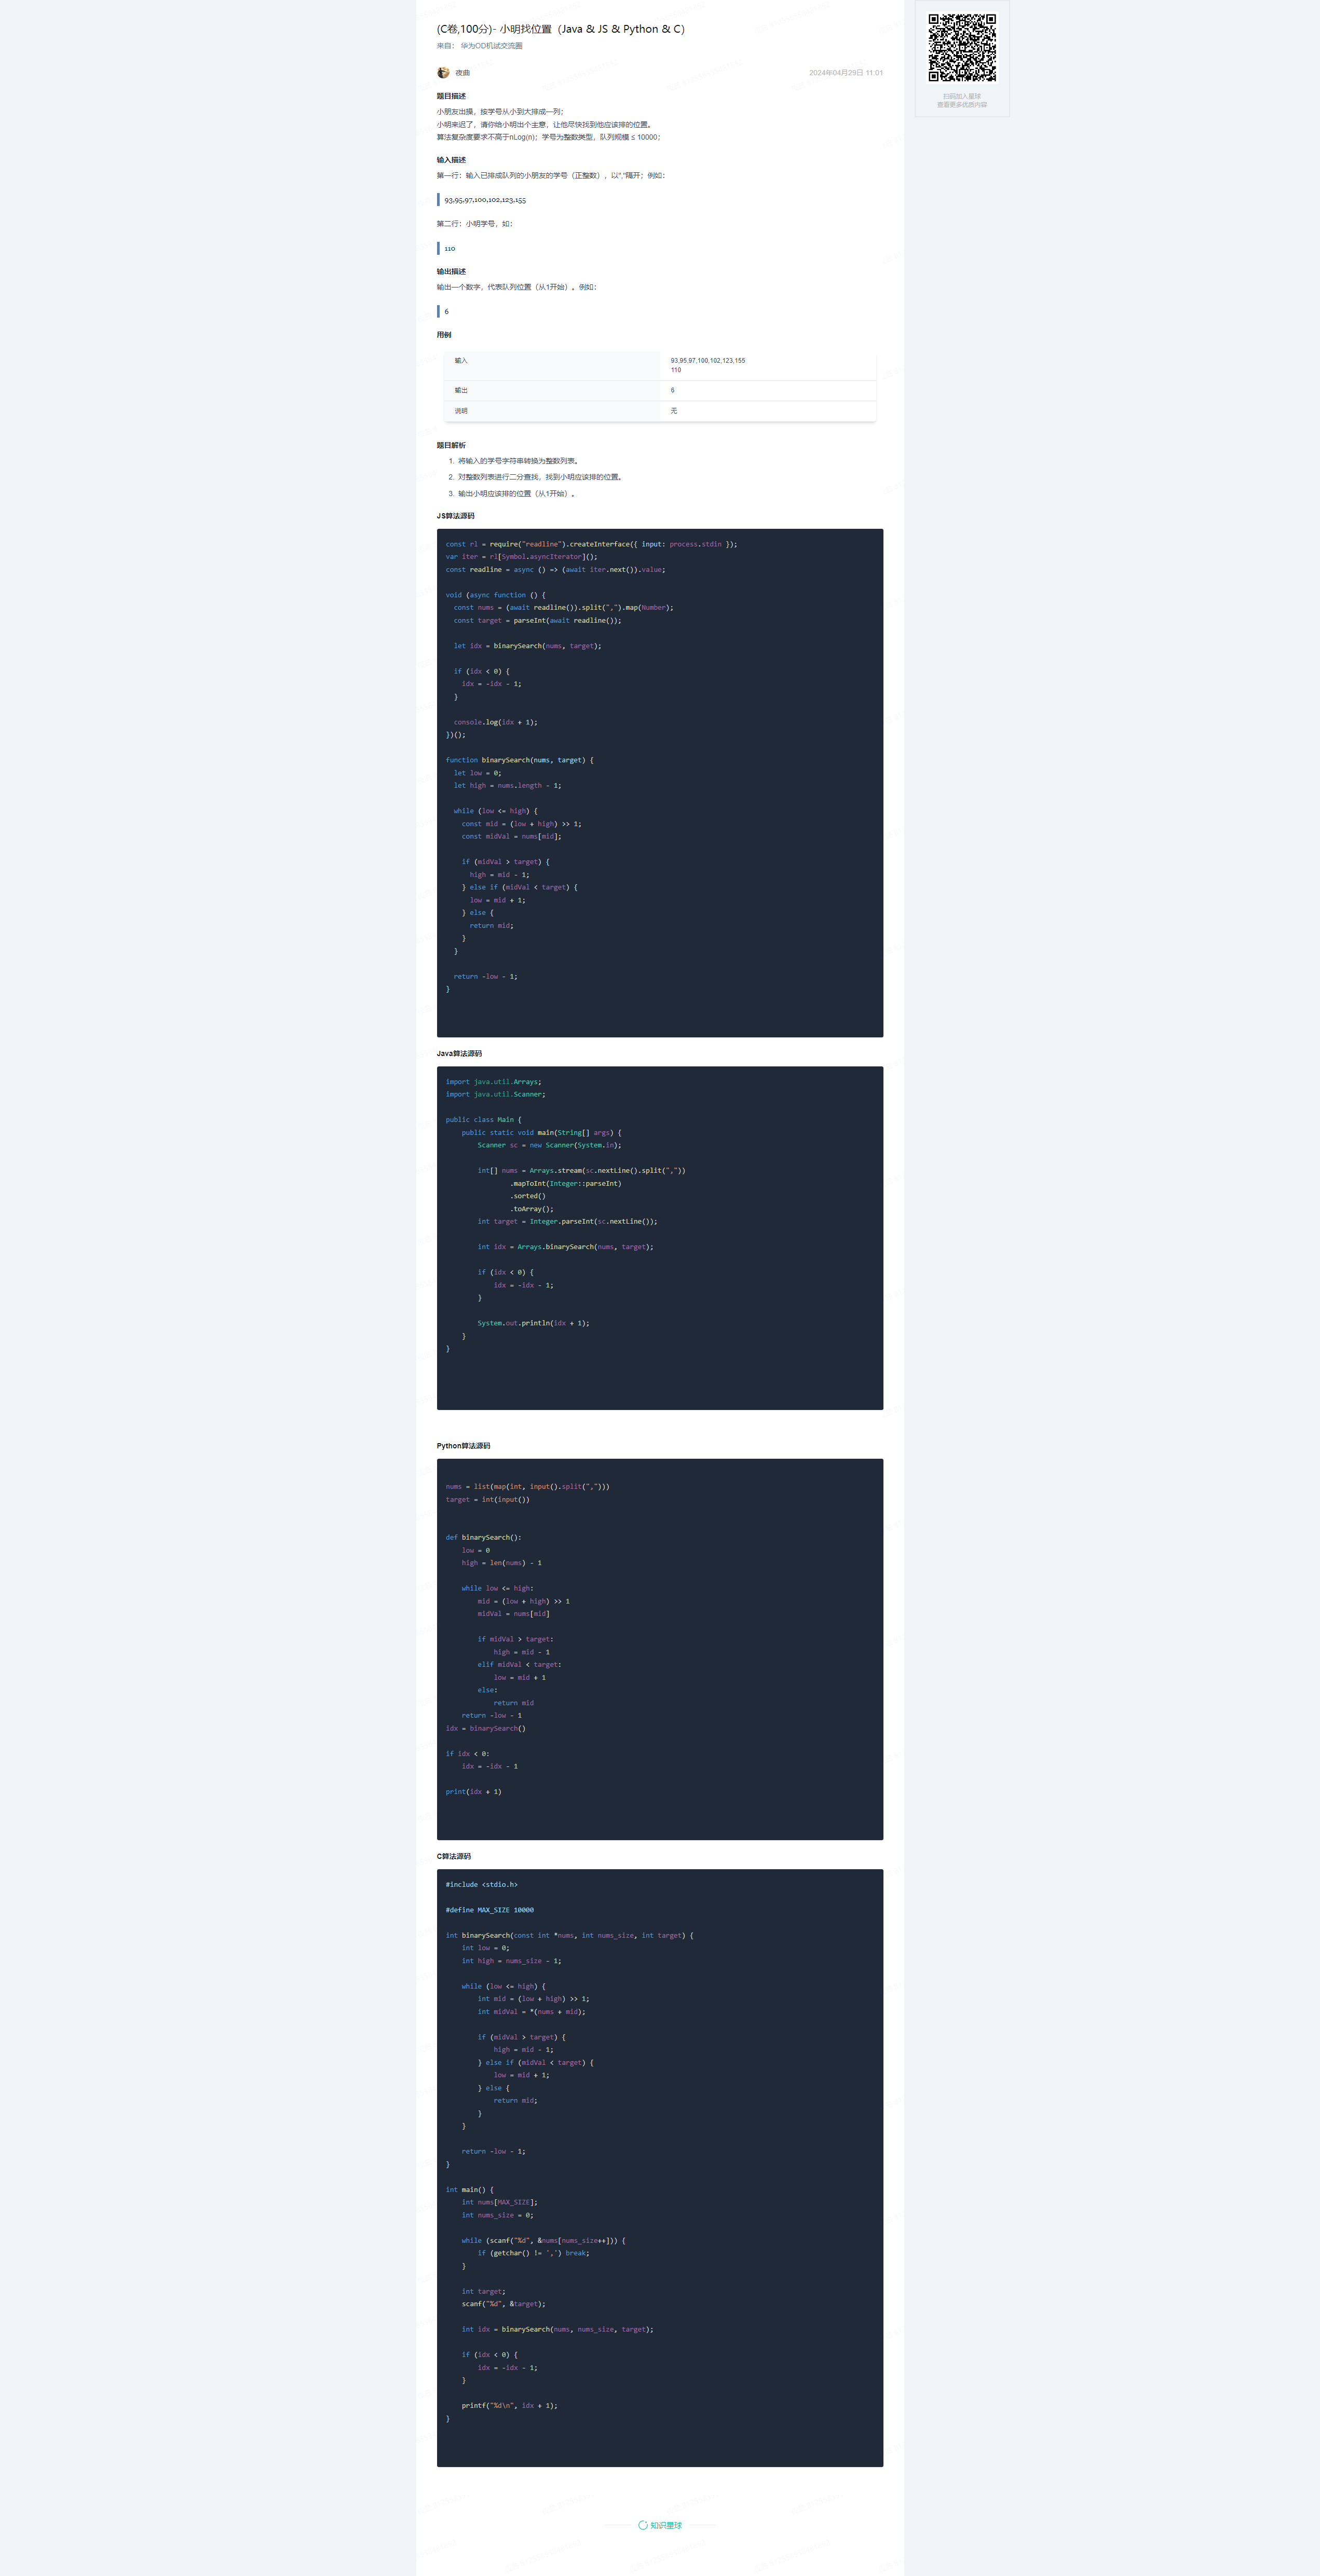 (C卷,100分)- 小明找位置（Java & JS & Python & C）
来自： 华为OD机试交流圈
扫码加入星球
查看更多优质内容
夜曲
2024年04月29日 11:01
题目描述
小朋友出操，按学号从小到大排成一列；
小明来迟了，请你给小明出个主意，让他尽快找到他应该排的位置。
算法复杂度要求不高于nLog(n)；学号为整数类型，队列规模 ≤ 10000；
输入描述
第一行：输入已排成队列的小朋友的学号（正整数），以”,”隔开；例如：
93,95,97,100,102,123,155
第二行：小明学号，如：
110
输出描述
输出一个数字，代表队列位置（从1开始）。例如：
6
用例
输入 93,95,97,100,102,123,155
110
输出 6
说明 无
题目解析
1. 将输入的学号字符串转换为整数列表。
2. 对整数列表进行二分查找，找到小明应该排的位置。
3. 输出小明应该排的位置（从1开始）。
JS算法源码
const rl = require("readline").createInterface({ input: process.stdin });
var iter = rl[Symbol.asyncIterator]();
const readline = async () => (await iter.next()).value;
void (async function () {
  const nums = (await readline()).split(",").map(Number);
  const target = parseInt(await readline());
  let idx = binarySearch(nums, target);
  if (idx < 0) {
    idx = -idx - 1;
  }
  console.log(idx + 1);
})();
function binarySearch(nums, target) {
  let low = 0;
  let high = nums.length - 1;
  while (low <= high) {
    const mid = (low + high) >> 1;
    const midVal = nums[mid];
    if (midVal > target) {
      high = mid - 1;
    } else if (midVal < target) {
      low = mid + 1;
    } else {
      return mid;
    }
  }
  return -low - 1;
}
Java算法源码
import java.util.Arrays;
import java.util.Scanner;
public class Main {
    public static void main(String[] args) {
        Scanner sc = new Scanner(System.in);
        int[] nums = Arrays.stream(sc.nextLine().split(","))
                .mapToInt(Integer::parseInt)
                .sorted()
                .toArray();
        int target = Integer.parseInt(sc.nextLine());
        int idx = Arrays.binarySearch(nums, target);
        if (idx < 0) {
            idx = -idx - 1;
        }
        System.out.println(idx + 1);
    }
}
Python算法源码
nums = list(map(int, input().split(",")))
target = int(input())
def binarySearch():
    low = 0
    high = len(nums) - 1
    while low <= high:
        mid = (low + high) >> 1
        midVal = nums[mid]
        if midVal > target:
            high = mid - 1
        elif midVal < target:
            low = mid + 1
        else:
            return mid
    return -low - 1
idx = binarySearch()
if idx < 0:
    idx = -idx - 1
print(idx + 1)
C算法源码
#include <stdio.h>
#define MAX_SIZE 10000
int binarySearch(const int *nums, int nums_size, int target) {
    int low = 0;
    int high = nums_size - 1;
    while (low <= high) {
        int mid = (low + high) >> 1;
        int midVal = *(nums + mid);
        if (midVal > target) {
            high = mid - 1;
        } else if (midVal < target) {
            low = mid + 1;
        } else {
            return mid;
        }
    }
    return -low - 1;
}
int main() {
    int nums[MAX_SIZE];
    int nums_size = 0;
    while (scanf("%d", &nums[nums_size++])) {
        if (getchar() != ',') break;
    }
    int target;
    scanf("%d", &target);
    int idx = binarySearch(nums, nums_size, target);
    if (idx < 0) {
        idx = -idx - 1;
    }
    printf("%d\n", idx + 1);
}
知识星球